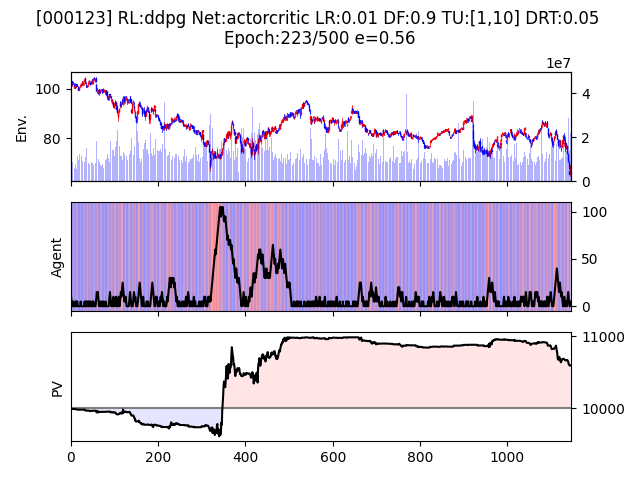 [000123] RL:ddpg Net:actorcritic LR:0.01 DF:0.9 TU:[1,10] DRT:0.05
Epoch:223/500 e=0.56
1e7
100
80
Env.
4
2
0
Agent
100
50
0
PV
11000
10000
0 200 400 600 800 1000